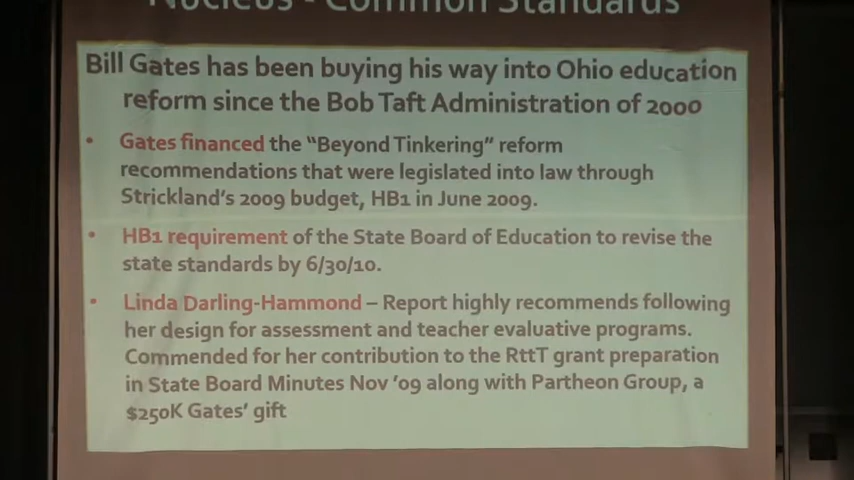 Nucleus - Common Standards
Bill Gates has been buying his way into Ohio education
reform since the Bob Taft Administration of 2000
• Gates financed the “Beyond Tinkering” reform
recommendations that were legislated into law through
Strickland’s 2009 budget, HB1 in June 2009.
• HB1 requirement of the State Board of Education to revise the
state standards by 6/30/10.
• Linda Darling-Hammond – Report highly recommends following
her design for assessment and teacher evaluative programs.
Commended for her contribution to the RttT grant preparation
in State Board Minutes Nov ’09 along with Partheon Group, a
$250K Gates’ gift